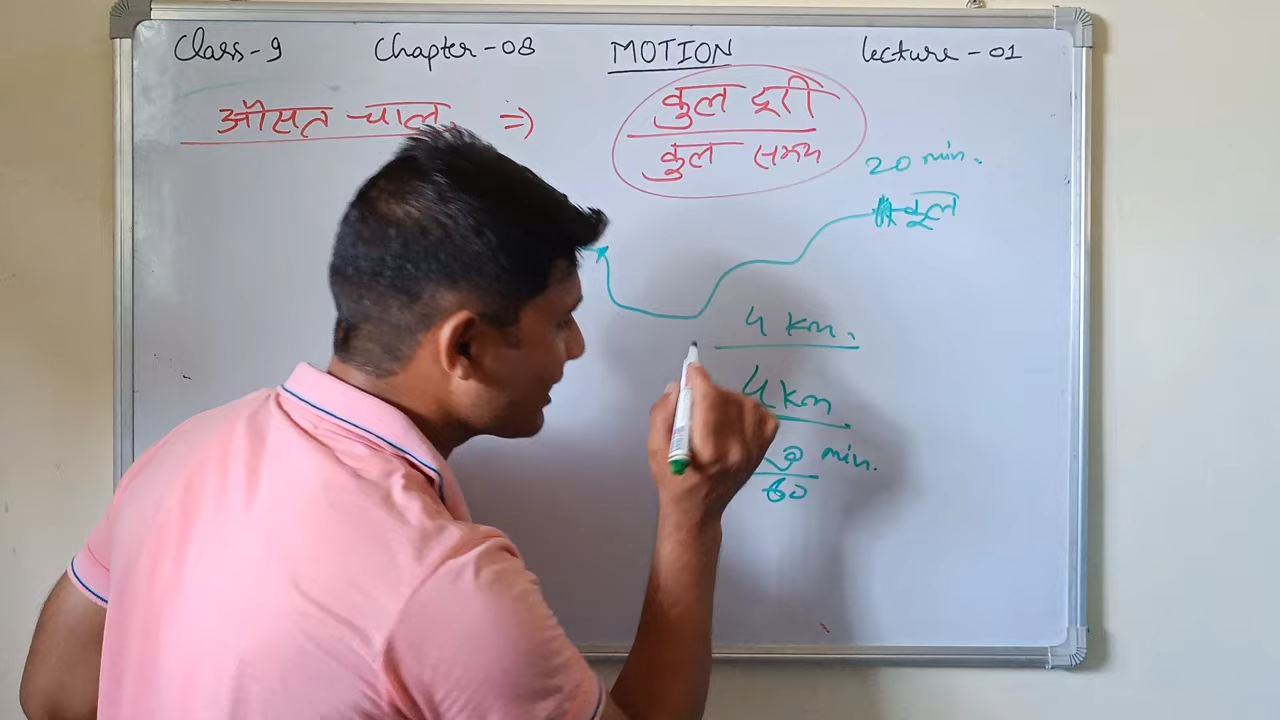 Class-9 Chapter-08 MOTION Lecture-01
औसत चाल. ⇒ कुल दूरी
कुल समय
20 min.
स्कूल
4 km.
4 km
20 min.
60